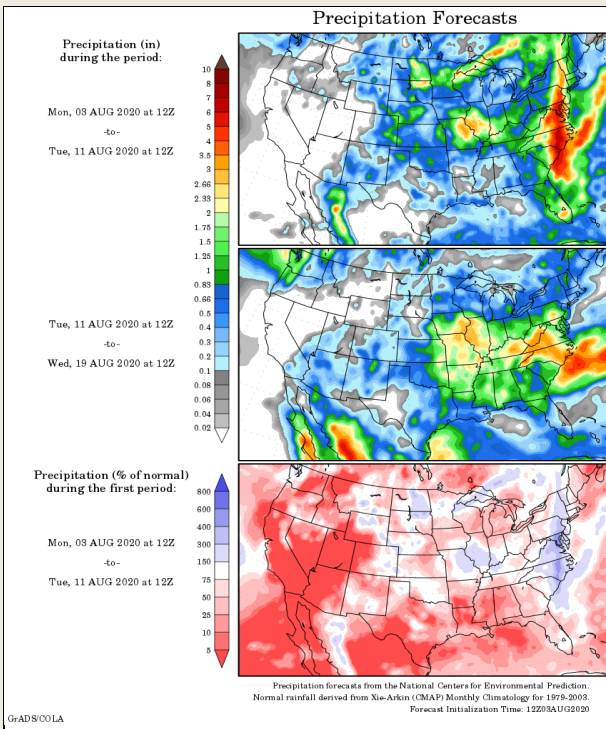 Precipitation Forecasts
Precipitation (in)
during the period:
Mon, 03 AUG 2020 at 12Z
-to-
Tue, 11 AUG 2020 at 12Z
10
8
7
6
5
4
3.5
3
2.66
2.33
2
1.75
1.5
1.25
1
0.83
0.66
0.5
0.4
0.3
0.2
0.1
0.08
0.06
0.04
0.02
Tue, 11 AUG 2020 at 12Z
-to-
Wed, 19 AUG 2020 at 12Z
Precipitation (% of normal)
during the first period:
Mon, 03 AUG 2020 at 12Z
-to-
Tue, 11 AUG 2020 at 12Z
800
600
400
300
150
75
50
25
10
5
Precipitation forecasts from the National Centers for Environmental Prediction.
Normal rainfall derived from Xie-Arkin (CMAP) Monthly Climatology for 1979-2003.
Forecast Initialization Time: 12Z03AUG2020
GrADS/COLA